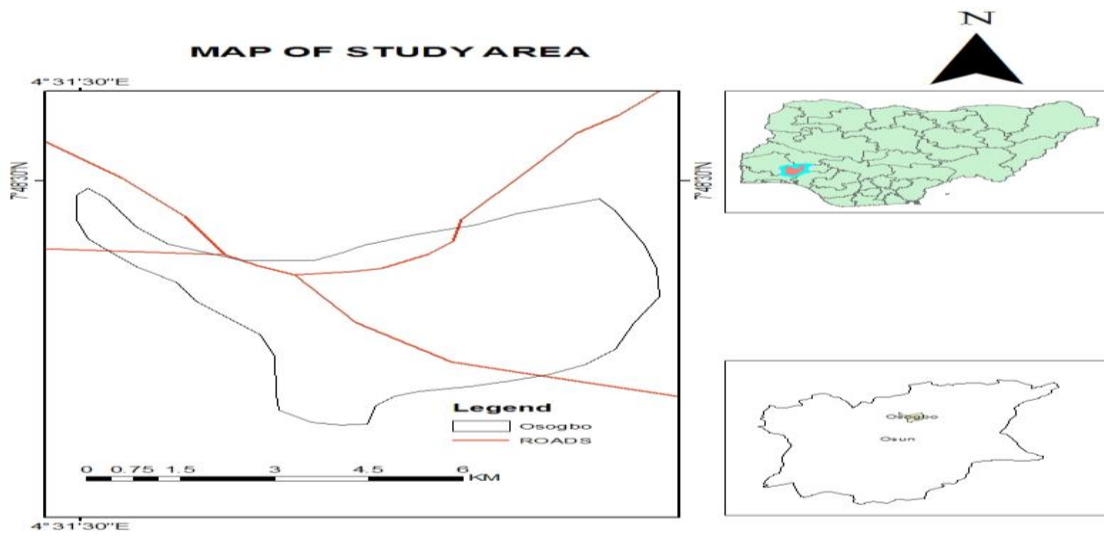 N
MAP OF STUDY AREA
4°31'30"E
7°48'30"N
7°48'30"N
Legend
Osogbo
ROADS
0 0.75 1.5 3 4.5 6
KM
4°31'30"E
Osogbo
Osun